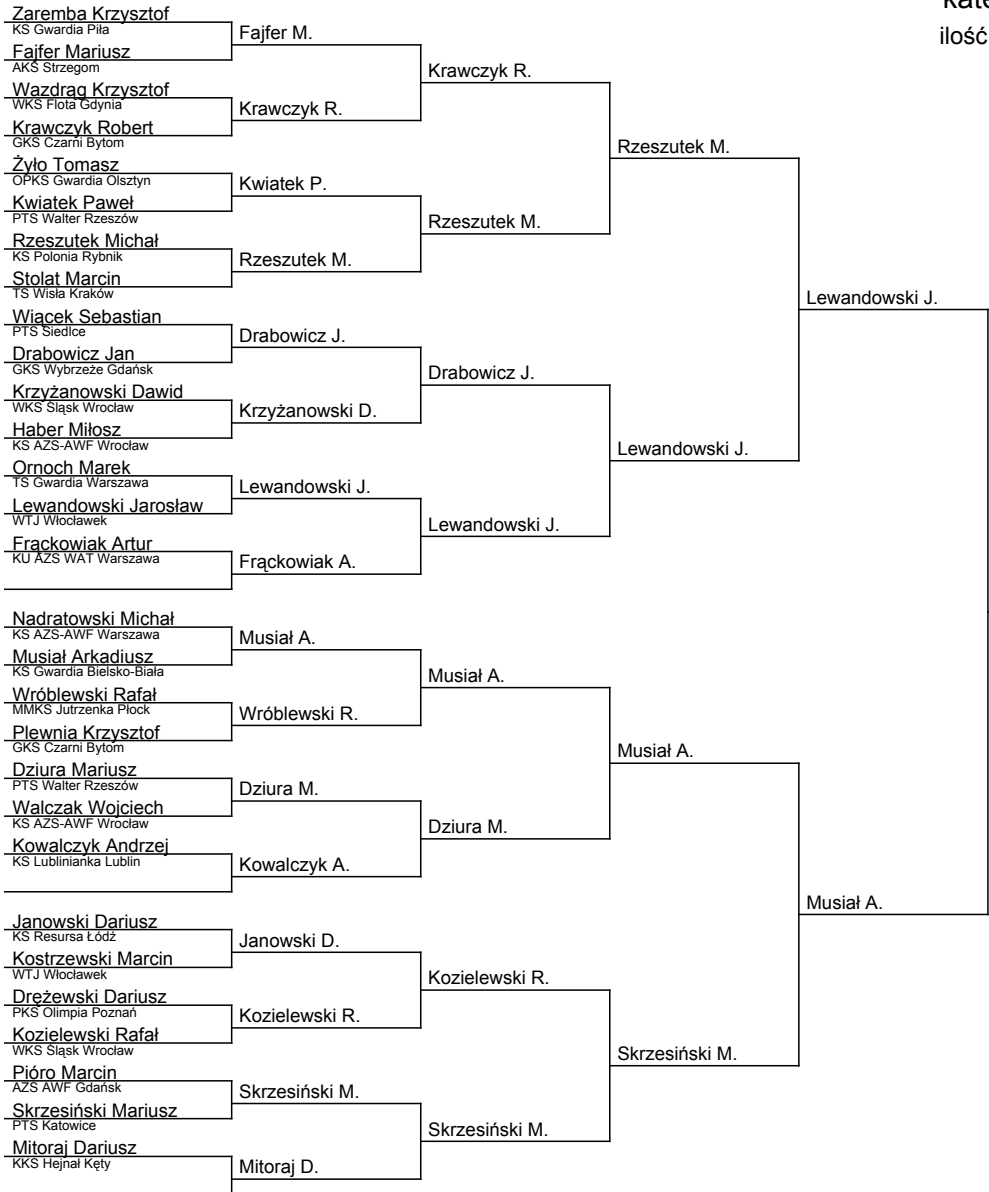 Zaremba Krzysztof
KS Gwardia Piła
Fajfer Mariusz
AKS Strzegom
Wazdrąg Krzysztof
WKS Flota Gdynia
Krawczyk Robert
GKS Czarni Bytom
Żyło Tomasz
OPKS Gwardia Olsztyn
Kwiatek Paweł
PTS Walter Rzeszów
Rzeszutek Michał
KS Polonia Rybnik
Stolat Marcin
TS Wisła Kraków
Wiącek Sebastian
PTS Siedlce
Drabowicz Jan
GKS Wybrzeże Gdańsk
Krzyżanowski Dawid
WKS Śląsk Wrocław
Haber Miłosz
KS AZS-AWF Wrocław
Ornoch Marek
TS Gwardia Warszawa
Lewandowski Jarosław
WTJ Włocławek
Frąckowiak Artur
KU AZS WAT Warszawa
Nadratowski Michał
KS AZS-AWF Warszawa
Musiał Arkadiusz
KS Gwardia Bielsko-Biała
Wróblewski Rafał
MMKS Jutrzenka Płock
Plewnia Krzysztof
GKS Czarni Bytom
Dziura Mariusz
PTS Walter Rzeszów
Walczak Wojciech
KS AZS-AWF Wrocław
Kowalczyk Andrzej
KS Lublinianka Lublin
Janowski Dariusz
KS Resursa Łódź
Kostrzewski Marcin
WTJ Włocławek
Drężewski Dariusz
PKS Olimpia Poznań
Kozielewski Rafał
WKS Śląsk Wrocław
Pióro Marcin
AZS AWF Gdańsk
Skrzesiński Mariusz
PTS Katowice
Mitoraj Dariusz
KKS Hejnał Kęty
Fajfer M.
Krawczyk R.
Kwiatek P.
Rzeszutek M.
Drabowicz J.
Krzyżanowski D.
Lewandowski J.
Frąckowiak A.
Musiał A.
Wróblewski R.
Dziura M.
Kowalczyk A.
Janowski D.
Kozielewski R.
Skrzesiński M.
Mitoraj D.
Krawczyk R.
Rzeszutek M.
Drabowicz J.
Lewandowski J.
Musiał A.
Dziura M.
Kozielewski R.
Skrzesiński M.
Rzeszutek M.
Lewandowski J.
Musiał A.
Skrzesiński M.
Lewandowski J.
Musiał A.
ilość